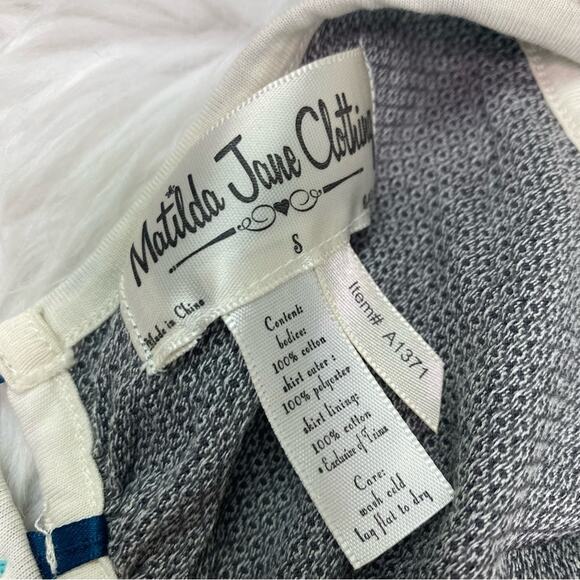 Matilda Jane Clothing
S
Made in China
Item# A1371
Content:
bodice:
100% cotton
skirt outer:
100% polyester
skirt lining:
100% cotton
* Exclusive of Trims
Care:
wash cold
lay flat to dry